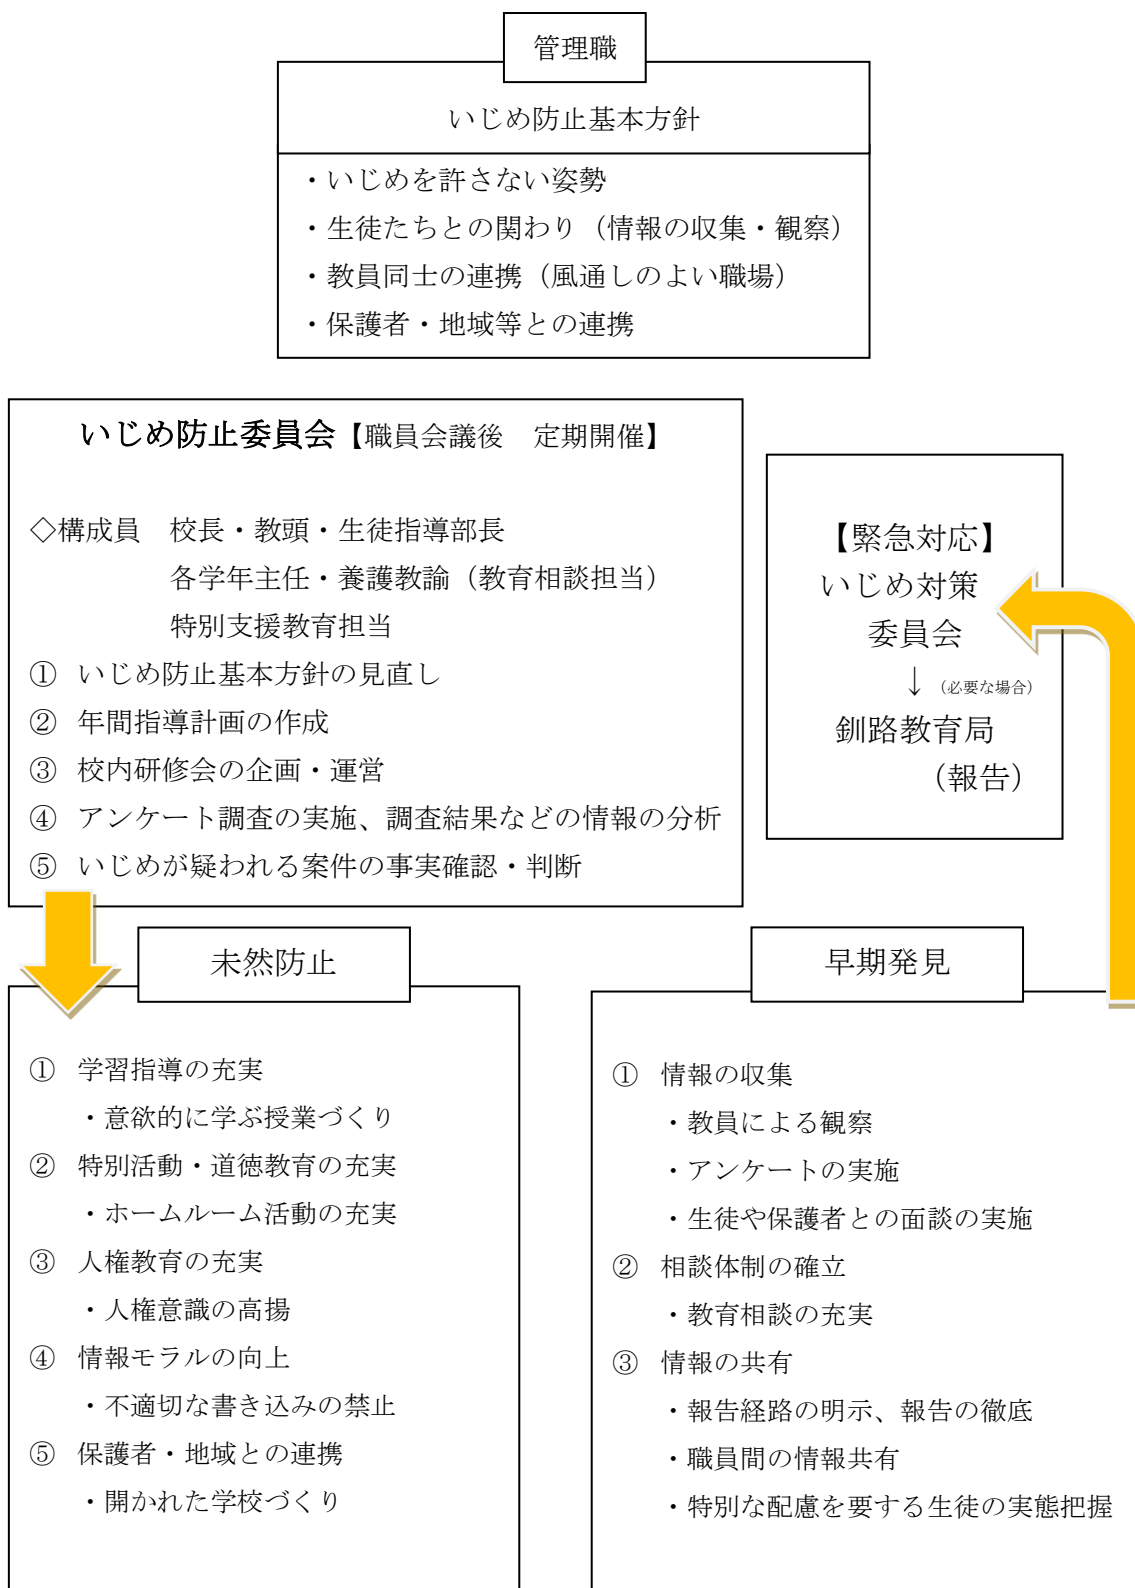 管理職
いじめ防止基本方針
・いじめを許さない姿勢
・生徒たちとの関わり（情報の収集・観察）
・教員同士の連携（風通しのよい職場）
・保護者・地域等との連携
いじめ防止委員会【職員会議後　定期開催】
◇構成員　校長・教頭・生徒指導部長
各学年主任・養護教諭（教育相談担当）
特別支援教育担当
①　いじめ防止基本方針の見直し
②　年間指導計画の作成
③　校内研修会の企画・運営
④　アンケート調査の実施、調査結果などの情報の分析
⑤　いじめが疑われる案件の事実確認・判断
【緊急対応】
いじめ対策
委員会
↓（必要な場合）
釧路教育局
（報告）
未然防止
①　学習指導の充実
・意欲的に学ぶ授業づくり
②　特別活動・道徳教育の充実
・ホームルーム活動の充実
③　人権教育の充実
・人権意識の高揚
④　情報モラルの向上
・不適切な書き込みの禁止
⑤　保護者・地域との連携
・開かれた学校づくり
早期発見
①　情報の収集
・教員による観察
・アンケートの実施
・生徒や保護者との面談の実施
②　相談体制の確立
・教育相談の充実
③　情報の共有
・報告経路の明示、報告の徹底
・職員間の情報共有
・特別な配慮を要する生徒の実態把握